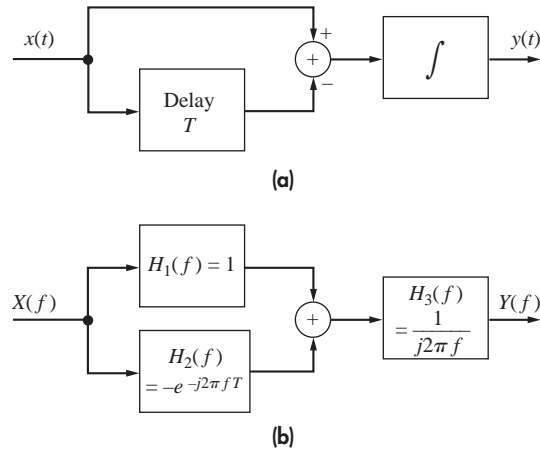 x(t)
+
y(t)
+
∫
−
Delay
T
(a)
H₁(f) = 1
X(f)
H₃(f)
= 1/(j2πf)
Y(f)
+
H₂(f)
= −e^{−j2πfT}
(b)